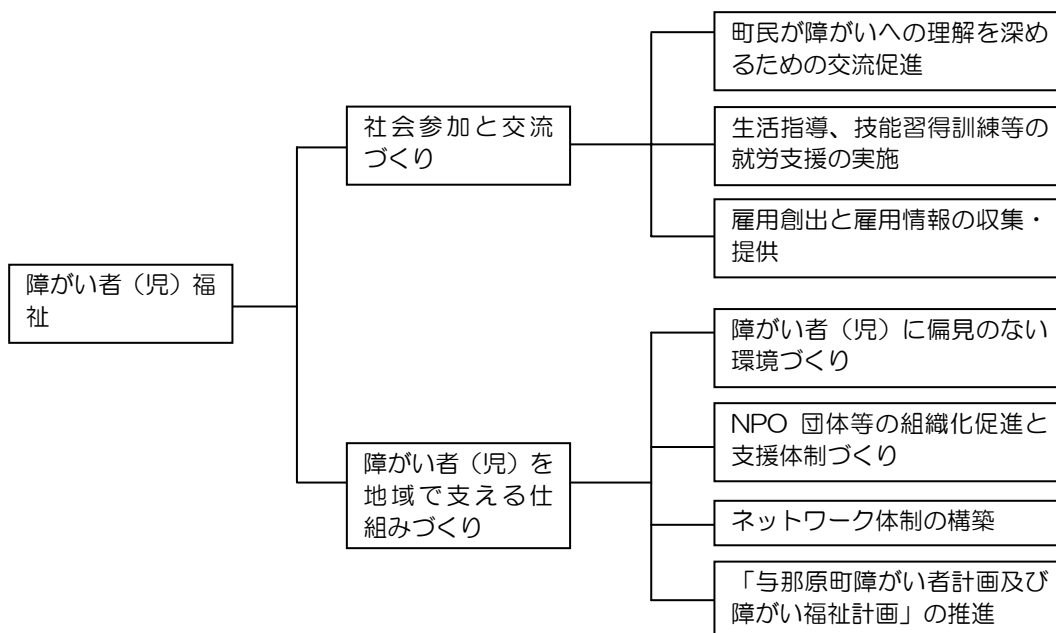 障がい者（児）福
祉
社会参加と交流
づくり
町民が障がいへの理解を深め
るための交流促進
生活指導、技能習得訓練等の
就労支援の実施
雇用創出と雇用情報の収集・
提供
障がい者（児）を
地域で支える仕
組みづくり
障がい者（児）に偏見のない
環境づくり
NPO 団体等の組織化促進と
支援体制づくり
ネットワーク体制の構築
「与那原町障がい者計画及び
障がい福祉計画」の推進